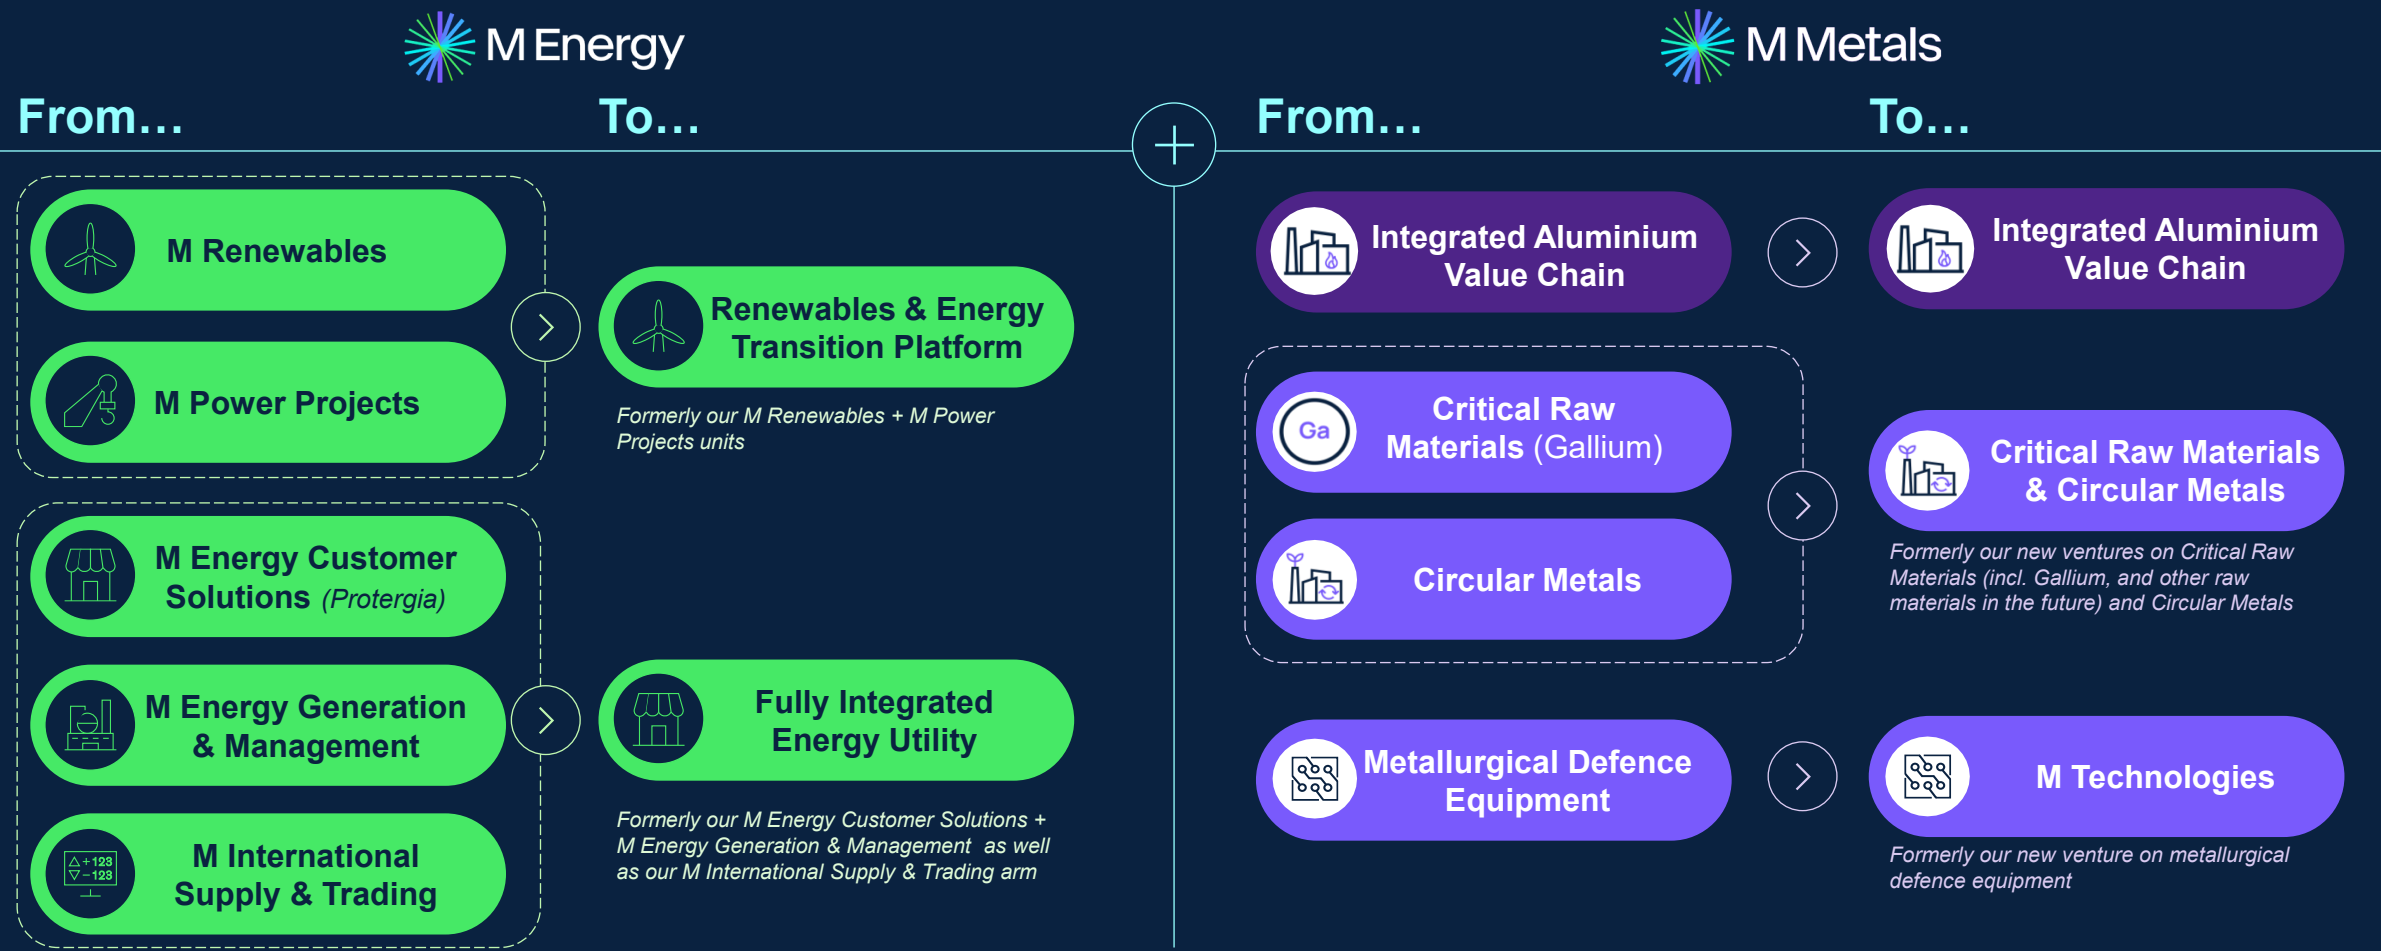 M Energy
From...
To...
M Renewables
M Power Projects
Renewables & Energy
Transition Platform
Formerly our M Renewables + M Power
Projects units
M Energy Customer
Solutions (Protergia)
M Energy Generation
& Management
+123
-123
M International
Supply & Trading
Fully Integrated
Energy Utility
Formerly our M Energy Customer Solutions +
M Energy Generation & Management as well
as our M International Supply & Trading arm
M Metals
From...
To...
Integrated Aluminium
Value Chain
Integrated Aluminium
Value Chain
Ga
Critical Raw
Materials (Gallium)
Circular Metals
Critical Raw Materials
& Circular Metals
Formerly our new ventures on Critical Raw
Materials (incl. Gallium, and other raw
materials in the future) and Circular Metals
Metallurgical Defence
Equipment
M Technologies
Formerly our new venture on metallurgical
defence equipment